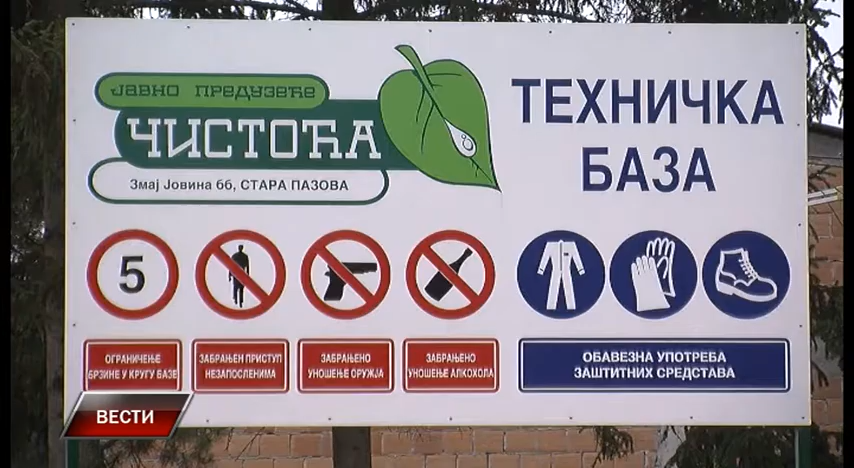 ЈАВНО ПРЕДУЗЕЋЕ
ЧИСТОЋА
Змај Јовина бб, СТАРА ПАЗОВА
ТЕХНИЧКА
БАЗА
5
ОГРАНИЧЕЊЕ
БРЗИНЕ У КРУГУ БАЗЕ
ЗАБРАЊЕН ПРИСТУП
НЕЗАПОСЛЕНИМА
ЗАБРАЊЕНО
УНОШЕЊЕ ОРУЖЈА
ЗАБРАЊЕНО
УНОШЕЊЕ АЛКОХОЛА
ОБАВЕЗНА УПОТРЕБА
ЗАШТИТНИХ СРЕДСТАВА
ВЕСТИ